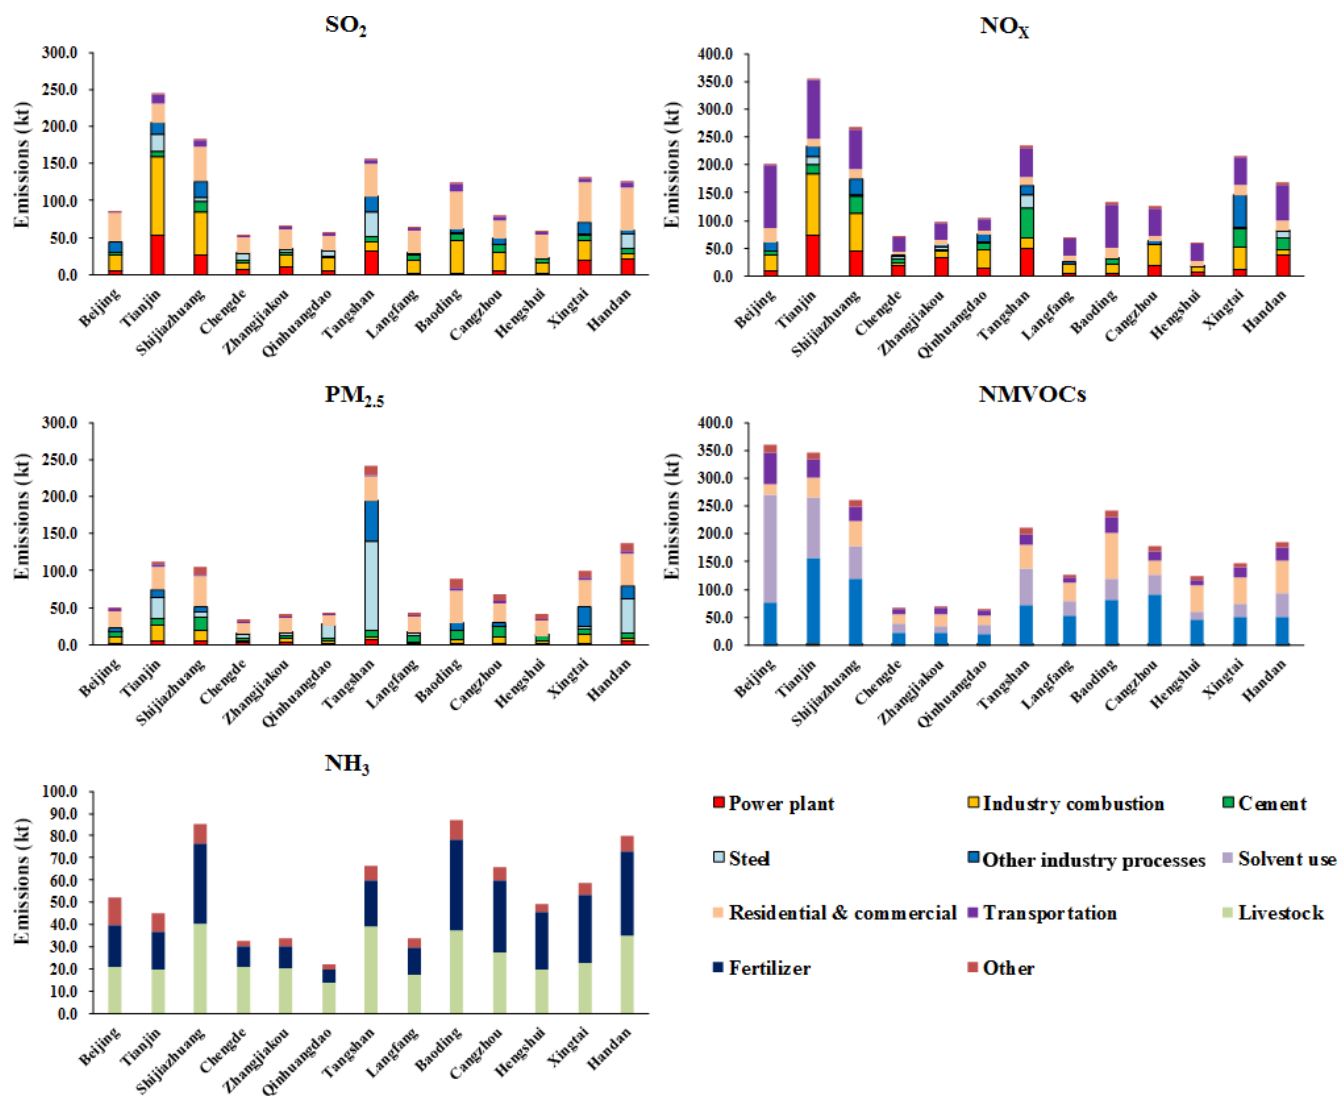 SO2
Emissions (kt)
300.0
250.0
200.0
150.0
100.0
50.0
0.0
Beijing
Tianjin
Shijiazhuang
Chengde
Zhangjiakou
Qinhuangdao
Tangshan
Langfang
Baoding
Cangzhou
Hengshui
Xingtai
Handan
NOX
Emissions (kt)
400.0
350.0
300.0
250.0
200.0
150.0
100.0
50.0
0.0
Beijing
Tianjin
Shijiazhuang
Chengde
Zhangjiakou
Qinhuangdao
Tangshan
Langfang
Baoding
Cangzhou
Hengshui
Xingtai
Handan
PM2.5
Emissions (kt)
300.0
250.0
200.0
150.0
100.0
50.0
0.0
Beijing
Tianjin
Shijiazhuang
Chengde
Zhangjiakou
Qinhuangdao
Tangshan
Langfang
Baoding
Cangzhou
Hengshui
Xingtai
Handan
NMVOCs
Emissions (kt)
400.0
350.0
300.0
250.0
200.0
150.0
100.0
50.0
0.0
Beijing
Tianjin
Shijiazhuang
Chengde
Zhangjiakou
Qinhuangdao
Tangshan
Langfang
Baoding
Cangzhou
Hengshui
Xingtai
Handan
NH3
Emissions (kt)
100.0
90.0
80.0
70.0
60.0
50.0
40.0
30.0
20.0
10.0
0.0
Beijing
Tianjin
Shijiazhuang
Chengde
Zhangjiakou
Qinhuangdao
Tangshan
Langfang
Baoding
Cangzhou
Hengshui
Xingtai
Handan
Power plant
Industry combustion
Cement
Steel
Other industry processes
Solvent use
Residential & commercial
Transportation
Livestock
Fertilizer
Other